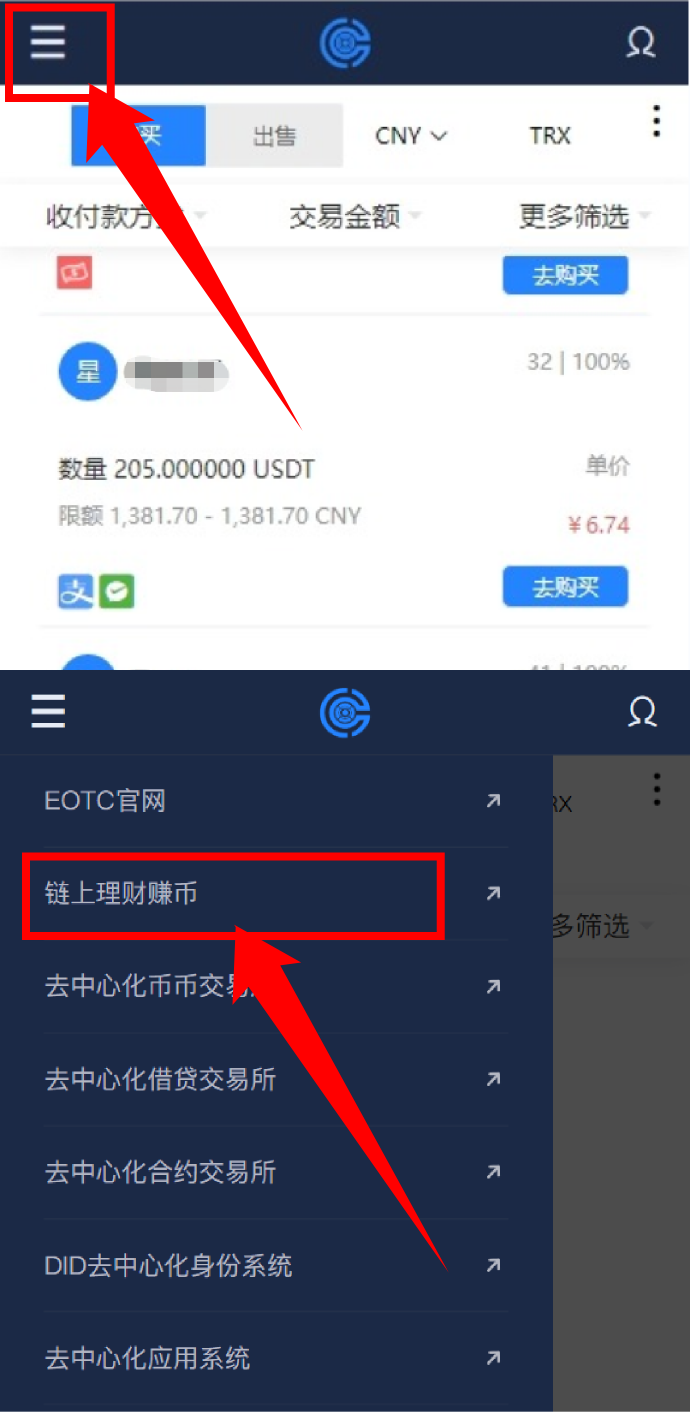 买
出售
CNY
TRX
收付款方
交易金额
更多筛选
去购买
星
32 | 100%
数量 205.000000 USDT
单价
限额 1,381.70 - 1,381.70 CNY
¥6.74
支
去购买
EOTC官网
RX
链上理财赚币
多筛选
去中心化币币交易
去中心化借贷交易所
去中心化合约交易所
DID去中心化身份系统
去中心化应用系统